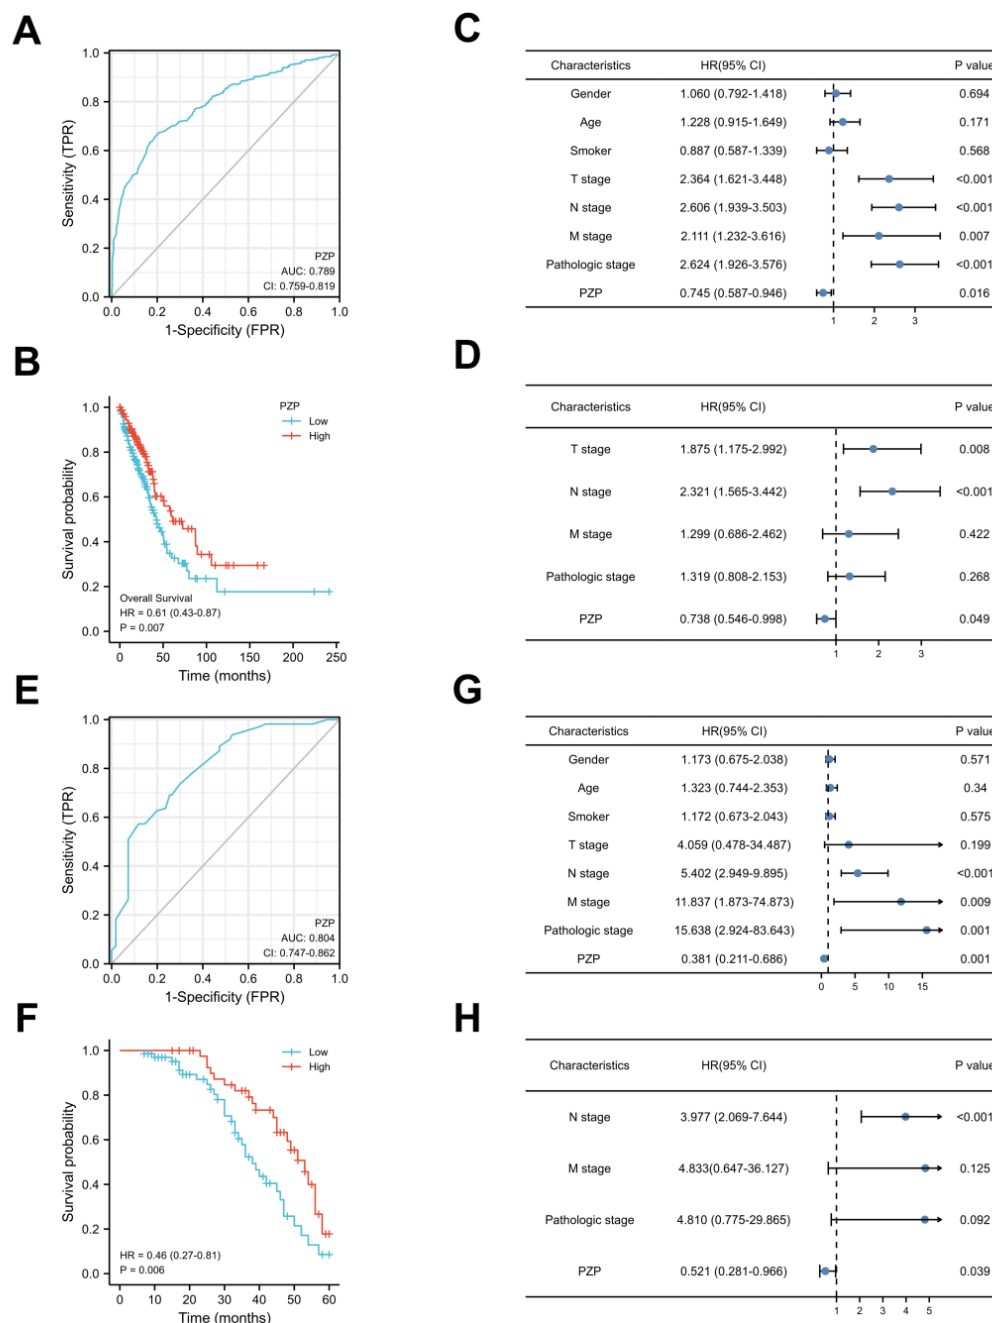 A
1.0
0.8
0.6
0.4
0.2
0.0
Sensitivity (TPR)
PZP
AUC: 0.789
CI: 0.759-0.819
0.0 0.2 0.4 0.6 0.8 1.0
1-Specificity (FPR)
C
Characteristics HR(95% CI) P value
Gender 1.060 (0.792-1.418) 0.694
Age 1.228 (0.915-1.649) 0.171
Smoker 0.887 (0.587-1.339) 0.568
T stage 2.364 (1.621-3.448) <0.001
N stage 2.606 (1.939-3.503) <0.001
M stage 2.111 (1.232-3.616) 0.007
Pathologic stage 2.624 (1.926-3.576) <0.001
PZP 0.745 (0.587-0.946) 0.016
1 2 3
B
PZP
Low
High
1.0
0.8
0.6
0.4
0.2
0.0
Survival probability
Overall Survival
HR = 0.61 (0.43-0.87)
P = 0.007
0 50 100 150 200 250
Time (months)
D
Characteristics HR(95% CI) P value
T stage 1.875 (1.175-2.992) 0.008
N stage 2.321 (1.565-3.442) <0.001
M stage 1.299 (0.686-2.462) 0.422
Pathologic stage 1.319 (0.808-2.153) 0.268
PZP 0.738 (0.546-0.998) 0.049
1 2 3
E
1.0
0.8
0.6
0.4
0.2
0.0
Sensitivity (TPR)
PZP
AUC: 0.804
CI: 0.747-0.862
0.0 0.2 0.4 0.6 0.8 1.0
1-Specificity (FPR)
G
Characteristics HR(95% CI) P value
Gender 1.173 (0.675-2.038) 0.571
Age 1.323 (0.744-2.353) 0.34
Smoker 1.172 (0.673-2.043) 0.575
T stage 4.059 (0.478-34.487) 0.199
N stage 5.402 (2.949-9.895) <0.001
M stage 11.837 (1.873-74.873) 0.009
Pathologic stage 15.638 (2.924-83.643) 0.001
PZP 0.381 (0.211-0.686) 0.001
0 5 10 15
F
Low
High
1.0
0.8
0.6
0.4
0.2
0.0
Survival probability
HR = 0.46 (0.27-0.81)
P = 0.006
0 10 20 30 40 50 60
Time (months)
H
Characteristics HR(95% CI) P value
N stage 3.977 (2.069-7.644) <0.001
M stage 4.833(0.647-36.127) 0.125
Pathologic stage 4.810 (0.775-29.865) 0.092
PZP 0.521 (0.281-0.966) 0.039
1 2 3 4 5